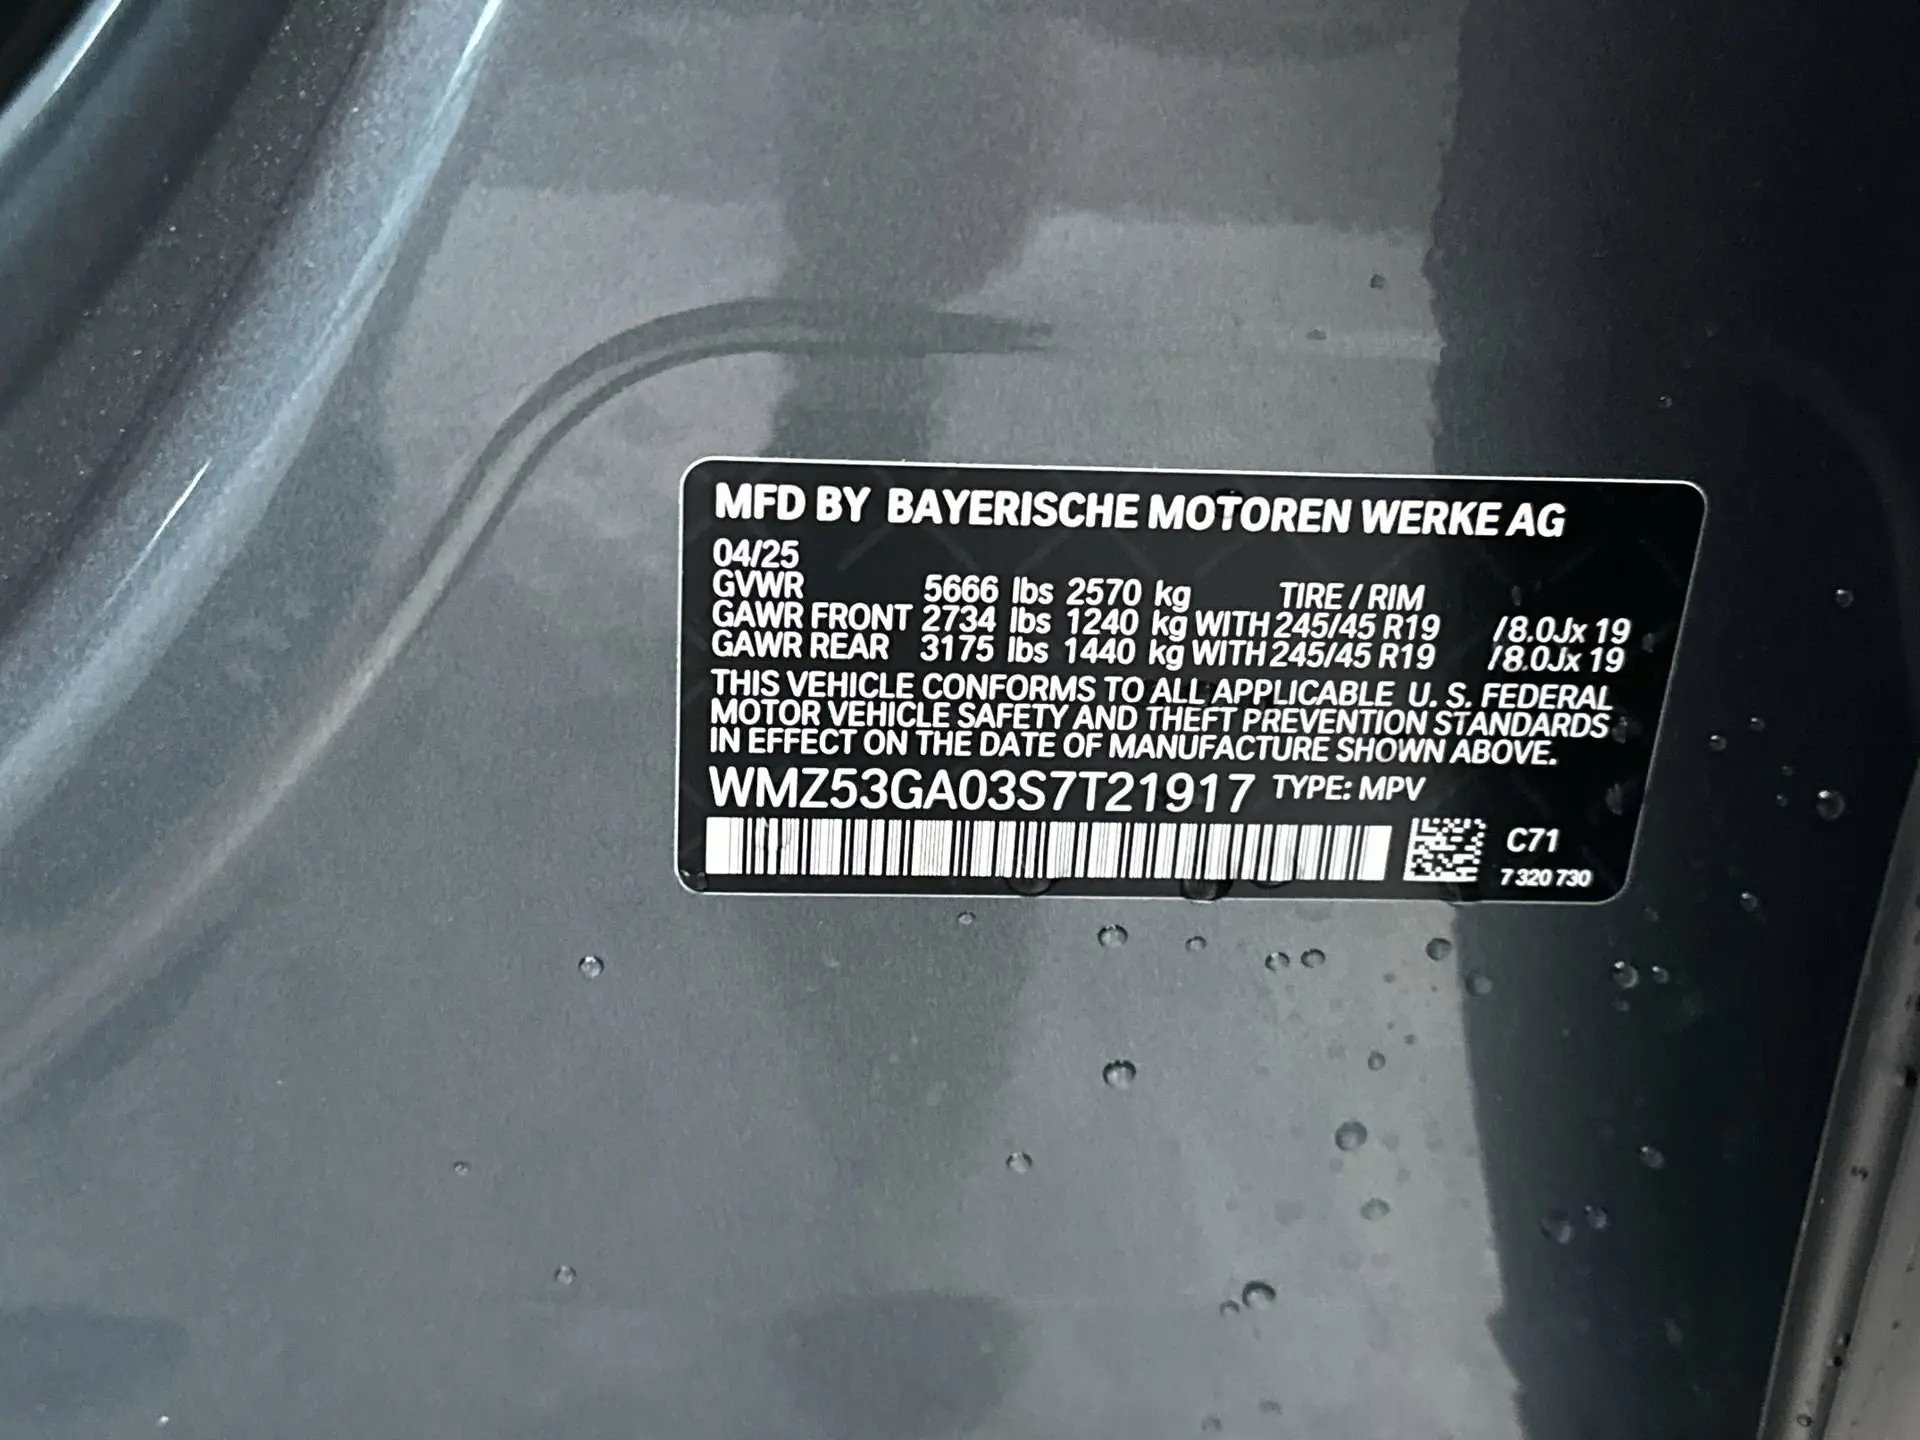 MFD BY BAYERISCHE MOTOREN WERKE AG
04/25
GVWR 5666 lbs 2570 kg TIRE / RIM
GAWR FRONT 2734 lbs 1240 kg WITH 245/45 R19 /8.0Jx 19
GAWR REAR 3175 lbs 1440 kg WITH 245/45 R19 /8.0Jx 19
THIS VEHICLE CONFORMS TO ALL APPLICABLE U. S. FEDERAL
MOTOR VEHICLE SAFETY AND THEFT PREVENTION STANDARDS
IN EFFECT ON THE DATE OF MANUFACTURE SHOWN ABOVE.
WMZ53GA03S7T21917 TYPE: MPV
C71
7 320 730